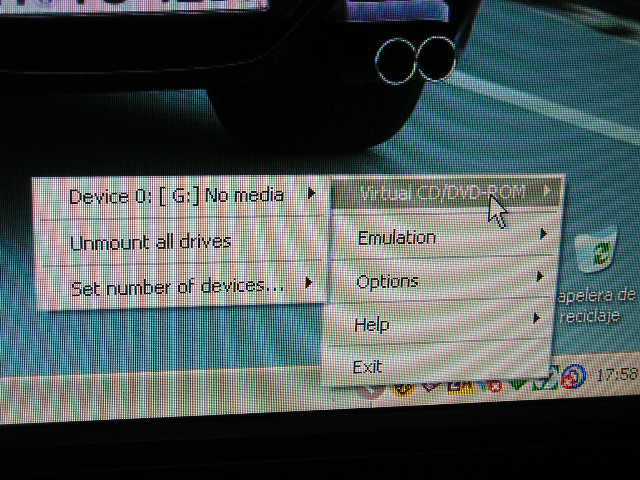 Device 0: [ G:] No media
Unmount all drives
Set number of devices...
Virtual CD/DVD-ROM
Emulation
Options
Help
Exit
apelera de
reciclaje
17:58